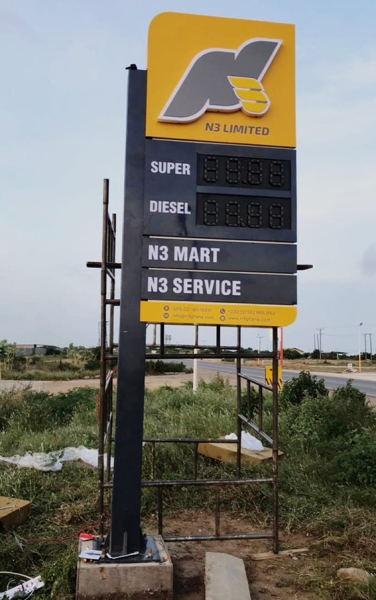 N3 LIMITED
SUPER
DIESEL
N3 MART
N3 SERVICE